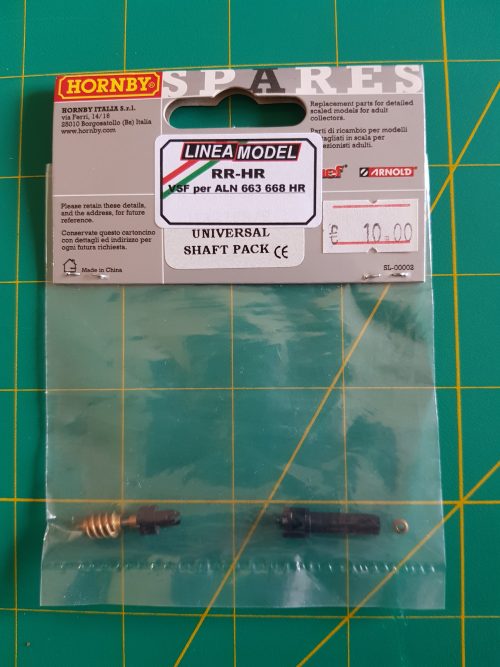 HORNBY®
SPARES
HORNBY ITALIA S.r.l.
via Ferri, 14/16
25010 Borgosatollo (Bs) Italia
www.hornby.com
Replacement parts for detailed
scaled models for adult
collectors.
Parti di ricambio per modelli
dettagliati in scala per
collezionisti adulti.
LINEA MODEL
RR-HR
VSF per ALN 663 668 HR
ARNOLD®
Please retain these details,
and the address, for future
reference.
Conservate questo cartoncino
con dettagli ed indirizzo per
ogni futura richiesta.
UNIVERSAL
SHAFT PACK CE
€ 10.00
Made in China
SL-00002